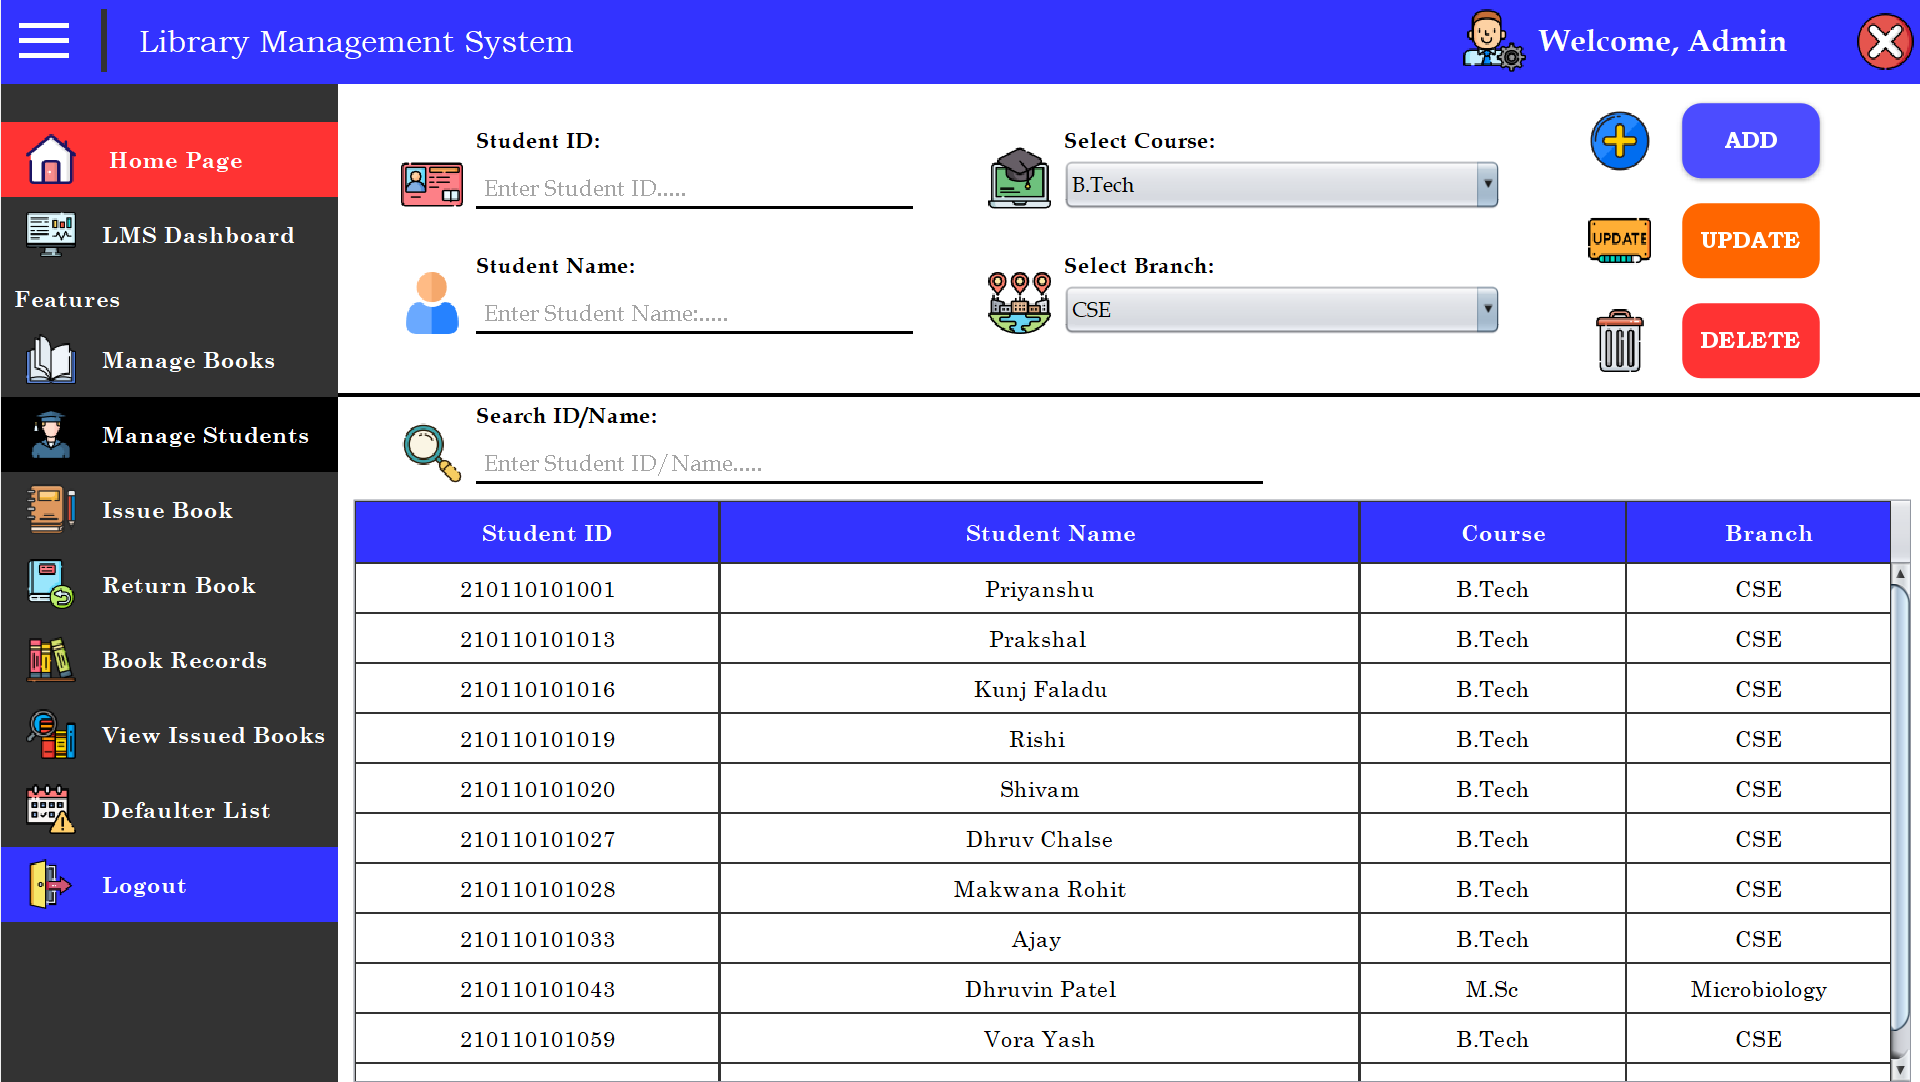 Library Management System
Welcome, Admin
Home Page
LMS Dashboard
Features
Manage Books
Manage Students
Issue Book
Return Book
Book Records
View Issued Books
Defaulter List
Logout
Student ID:
Enter Student ID.....
Select Course:
B.Tech
ADD
Student Name:
Enter Student Name:.....
Select Branch:
CSE
UPDATE
UPDATE
DELETE
Search ID/Name:
Enter Student ID/Name.....
Student ID Student Name Course Branch
210110101001 Priyanshu B.Tech CSE
210110101013 Prakshal B.Tech CSE
210110101016 Kunj Faladu B.Tech CSE
210110101019 Rishi B.Tech CSE
210110101020 Shivam B.Tech CSE
210110101027 Dhruv Chalse B.Tech CSE
210110101028 Makwana Rohit B.Tech CSE
210110101033 Ajay B.Tech CSE
210110101043 Dhruvin Patel M.Sc Microbiology
210110101059 Vora Yash B.Tech CSE